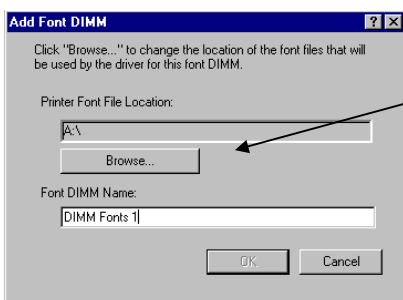 Add Font DIMM
Click "Browse..." to change the location of the font files that will
be used by the driver for this font DIMM.
Printer Font File Location:
A:\
Browse...
Font DIMM Name:
DIMM Fonts 1
OK
Cancel